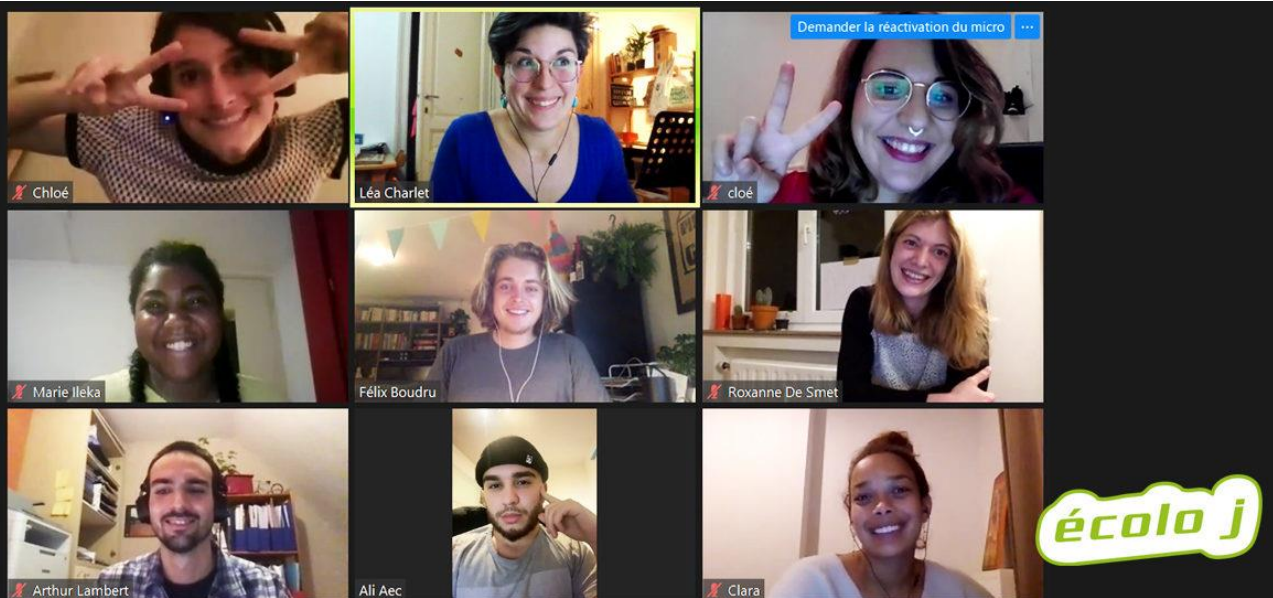 Demander la réactivation du micro
Chloé
Léa Charlet
cloé
Marie Ileka
Félix Boudru
Roxanne De Smet
Arthur Lambert
Ali Aec
Clara
écolo j